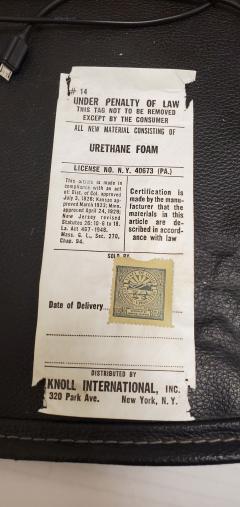 # 14
UNDER PENALTY OF LAW
THIS TAG NOT TO BE REMOVED
EXCEPT BY THE CONSUMER
ALL NEW MATERIAL CONSISTING OF
URETHANE FOAM
LICENSE NO. N.Y. 40673 (PA.)
This article is made in
compliance with an act
of: Dist. of Col. approved
July 3, 1926; Kansas ap-
proved March 1923; Minn.
approved April 24, 1929;
New Jersey revised
Statutes 26: 10-6 to 18.
La. Act 467-1948.
Mass. G. L., Sec. 270,
Chap. 94.
Certification is
made by the manu-
facturer that the
materials in this
article are de-
scribed in accord-
ance with law
SOLD BY
Date of Delivery
DISTRIBUTED BY
KNOLL INTERNATIONAL, INC.
320 Park Ave. New York, N. Y.